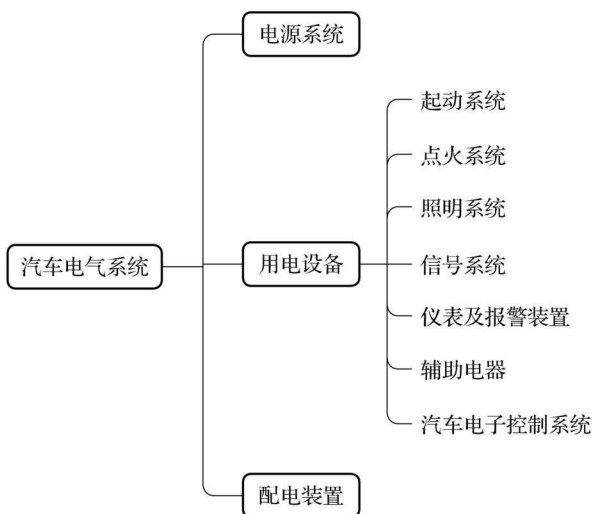 电源系统
起动系统
点火系统
照明系统
汽车电气系统
用电设备
信号系统
仪表及报警装置
辅助电器
汽车电子控制系统
配电装置